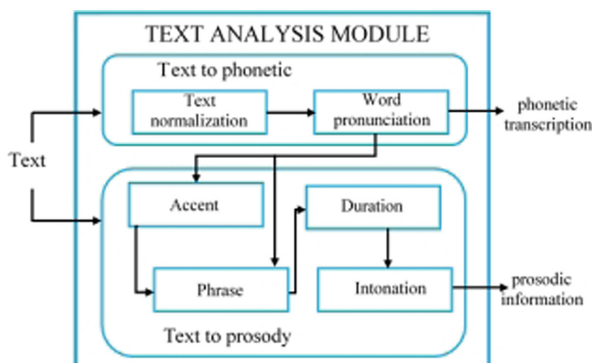 TEXT ANALYSIS MODULE
Text to phonetic
Text
normalization
Word
pronunciation
phonetic
transcription
Text
Accent
Duration
Phrase
Intonation
prosodic
information
Text to prosody